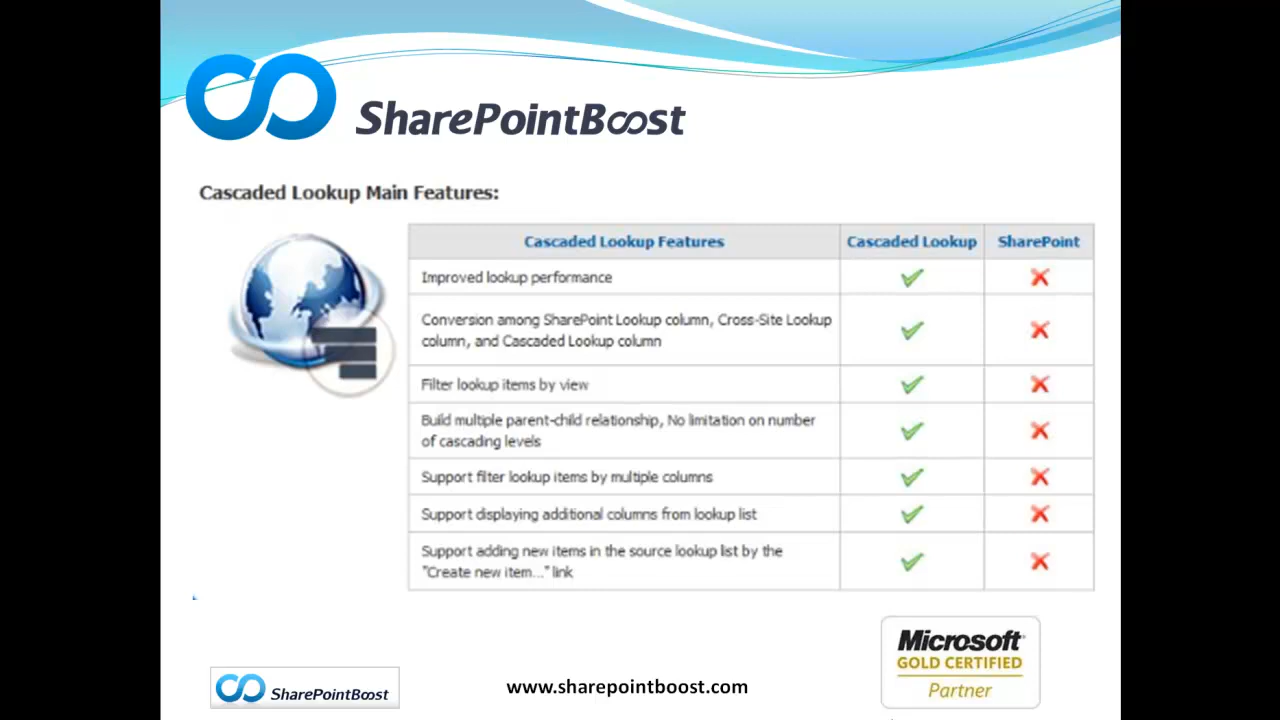 SharePointBoost
Cascaded Lookup Main Features:
Cascaded Lookup Features Cascaded Lookup SharePoint
Improved lookup performance
Conversion among SharePoint Lookup column, Cross-Site Lookup
column, and Cascaded Lookup column
Filter lookup items by view
Build multiple parent-child relationship, No limitation on number
of cascading levels
Support filter lookup items by multiple columns
Support displaying additional columns from lookup list
Support adding new items in the source lookup list by the
"Create new item..." link
SharePointBoost
www.sharepointboost.com
Microsoft
GOLD CERTIFIED
Partner